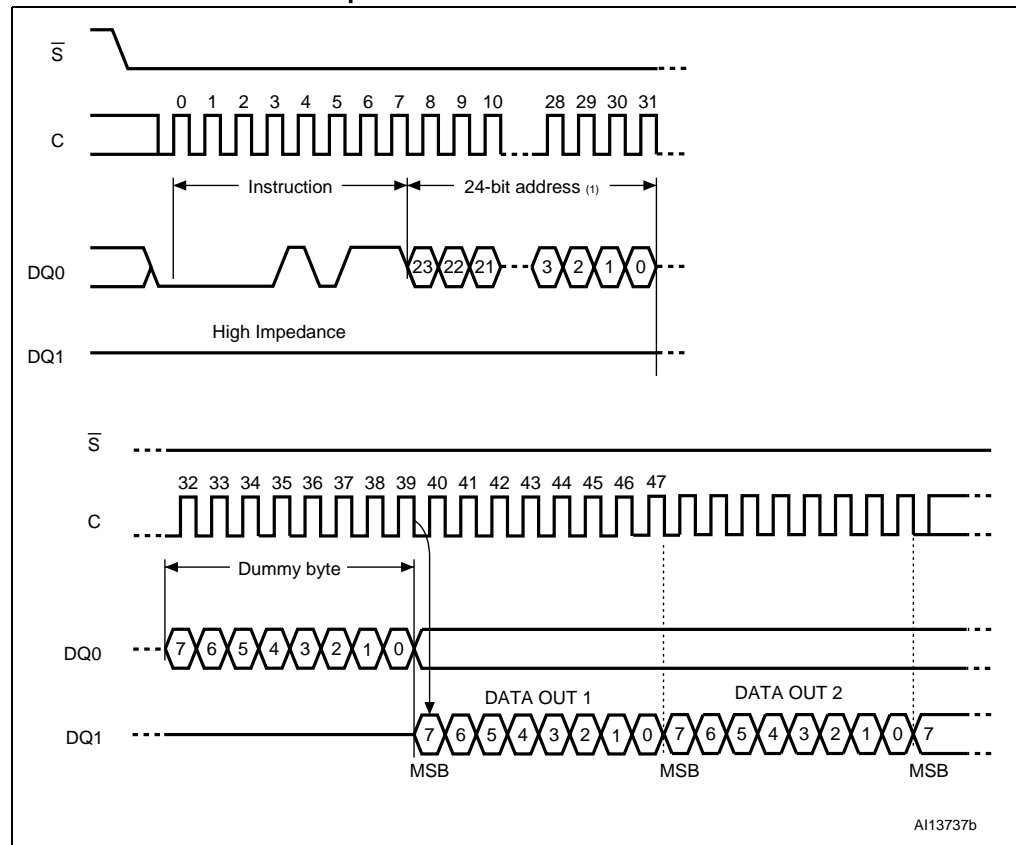 S
0 1 2 3 4 5 6 7 8 9 10 28 29 30 31
C
Instruction 24-bit address (1)
DQ0 23 22 21 3 2 1 0
High Impedance
DQ1
S
32 33 34 35 36 37 38 39 40 41 42 43 44 45 46 47
C
Dummy byte
DQ0 7 6 5 4 3 2 1 0
DATA OUT 1 DATA OUT 2
DQ1 7 6 5 4 3 2 1 0 7 6 5 4 3 2 1 0 7
MSB MSB MSB
AI13737b